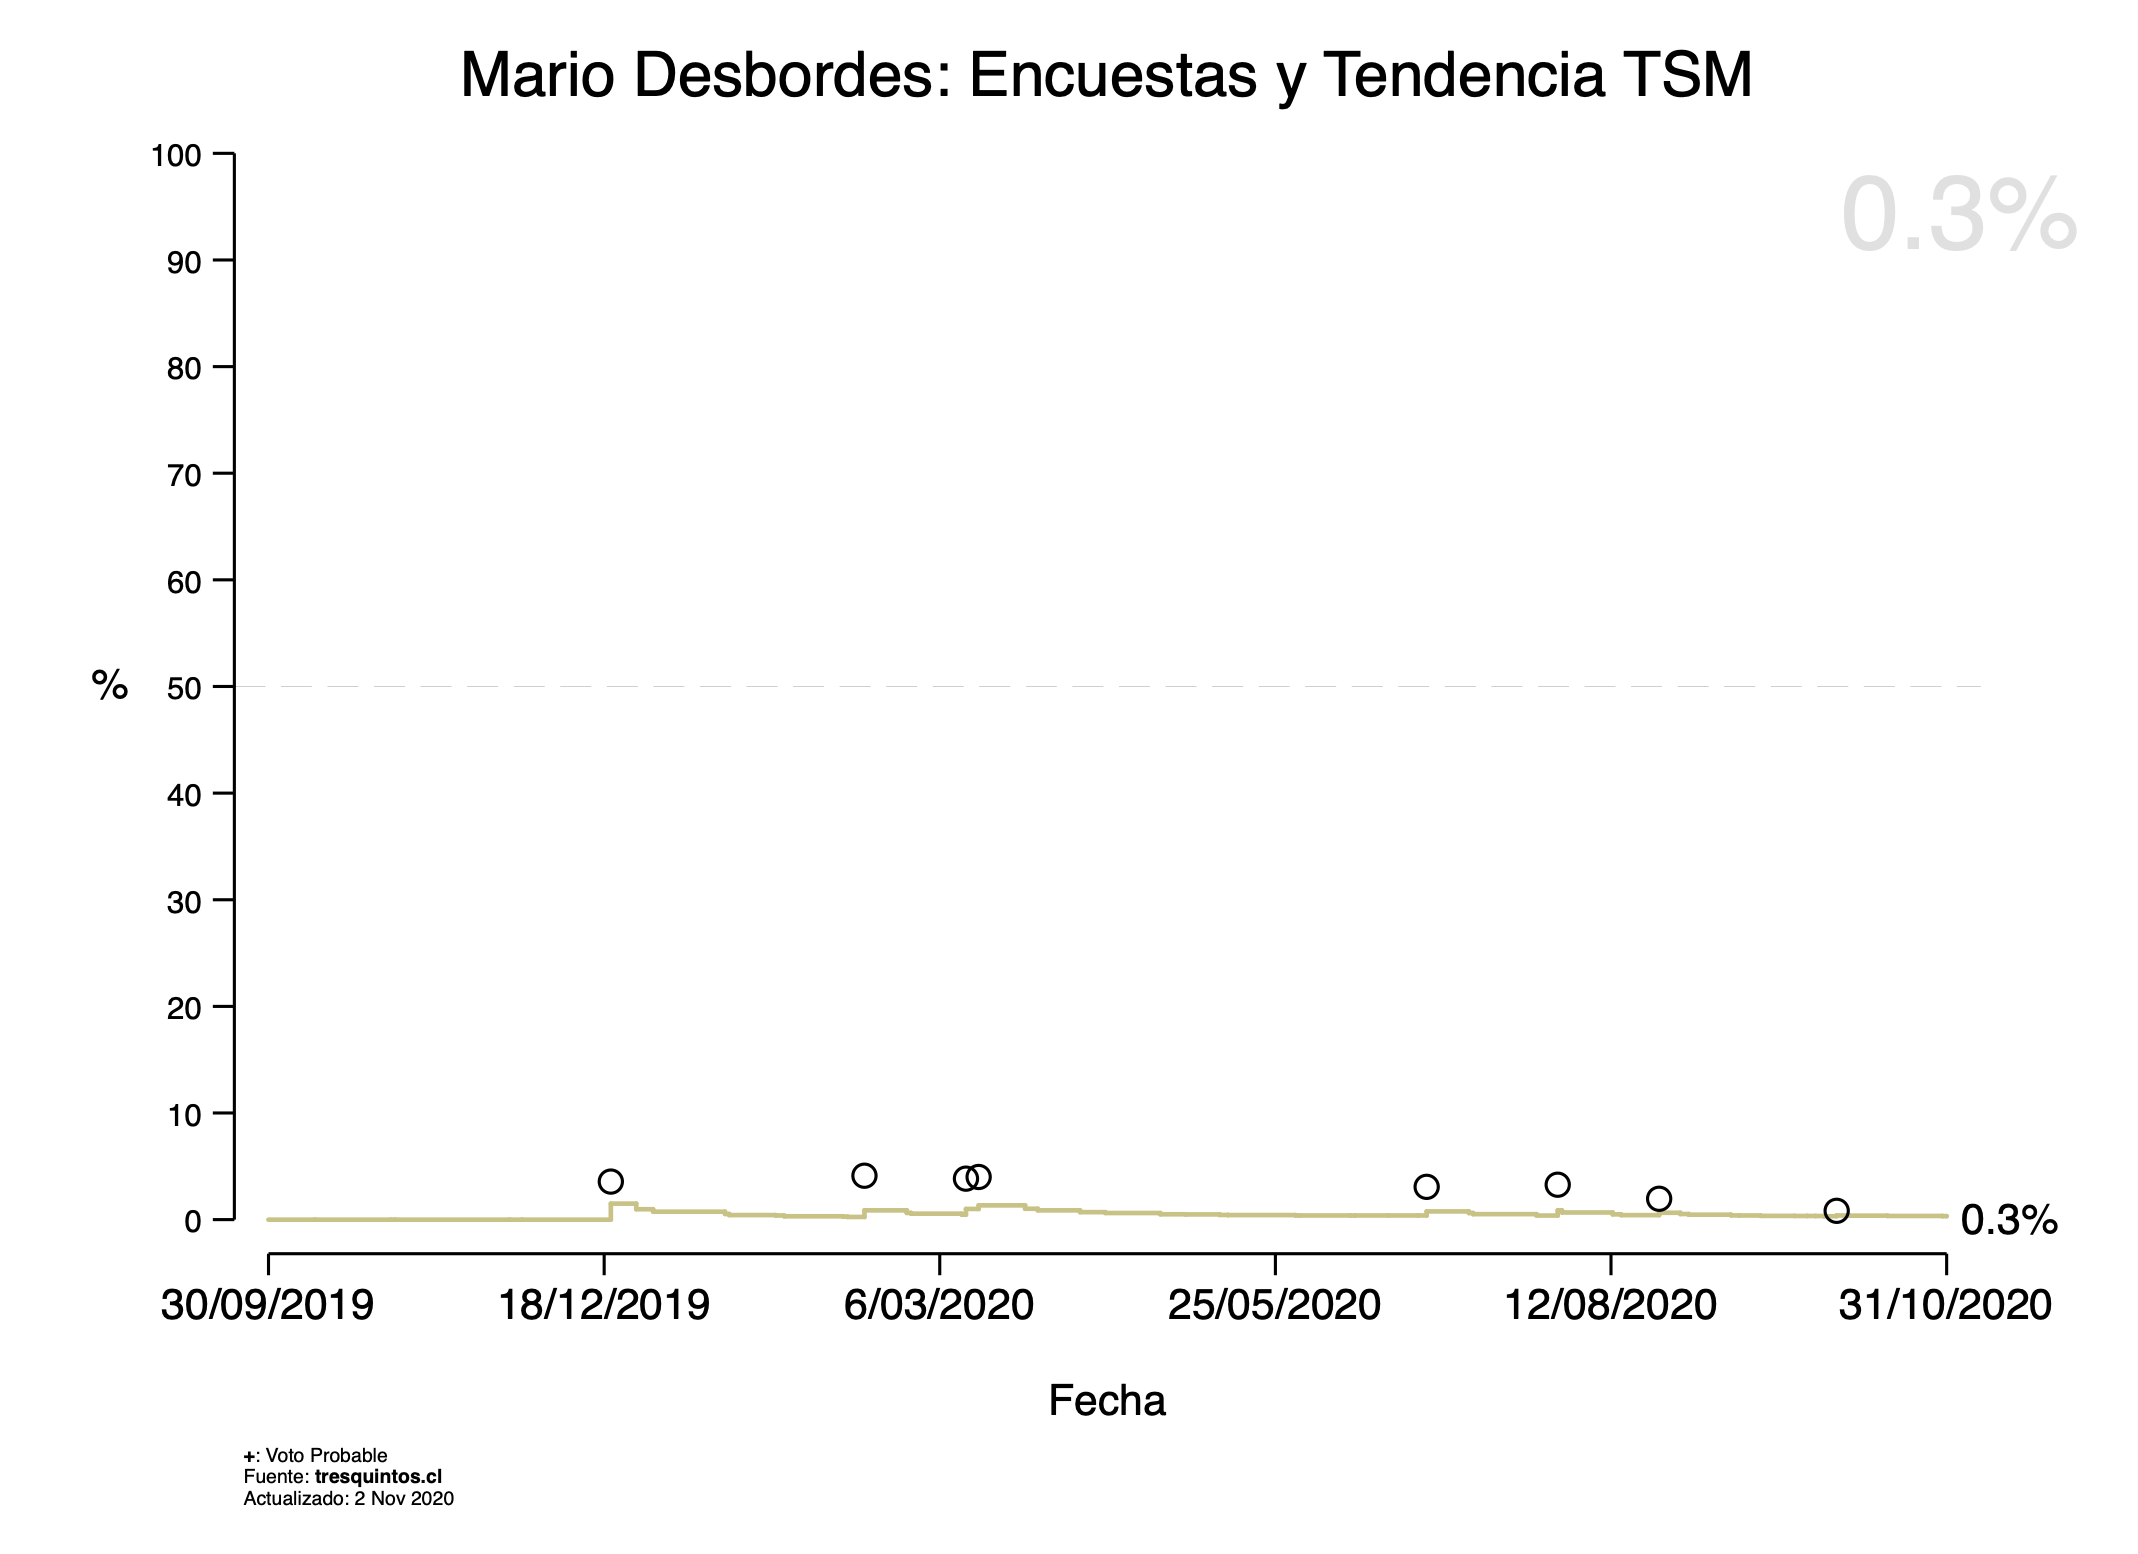 Mario Desbordes: Encuestas y Tendencia TSM
100
0.3%
90
80
70
60
% 50
40
30
20
10
0
0.3%
30/09/2019 18/12/2019 6/03/2020 25/05/2020 12/08/2020 31/10/2020
Fecha
+: Voto Probable
Fuente: tresquintos.cl
Actualizado: 2 Nov 2020